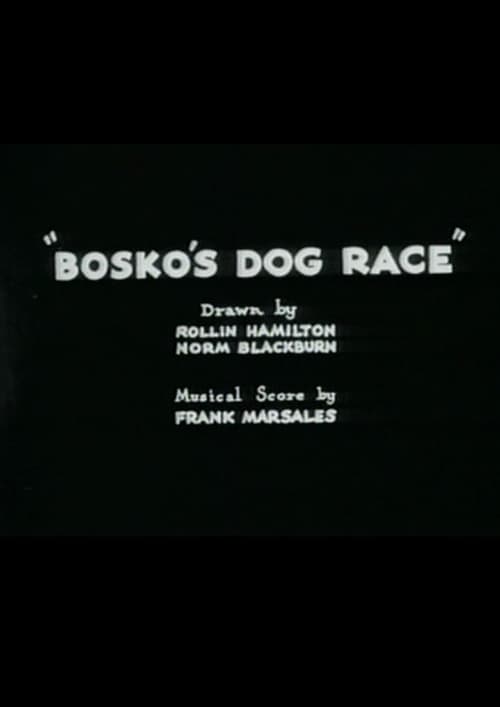 "BOSKO'S DOG RACE"
Drawn by
ROLLIN HAMILTON
NORM BLACKBURN
Musical Score by
FRANK MARSALES